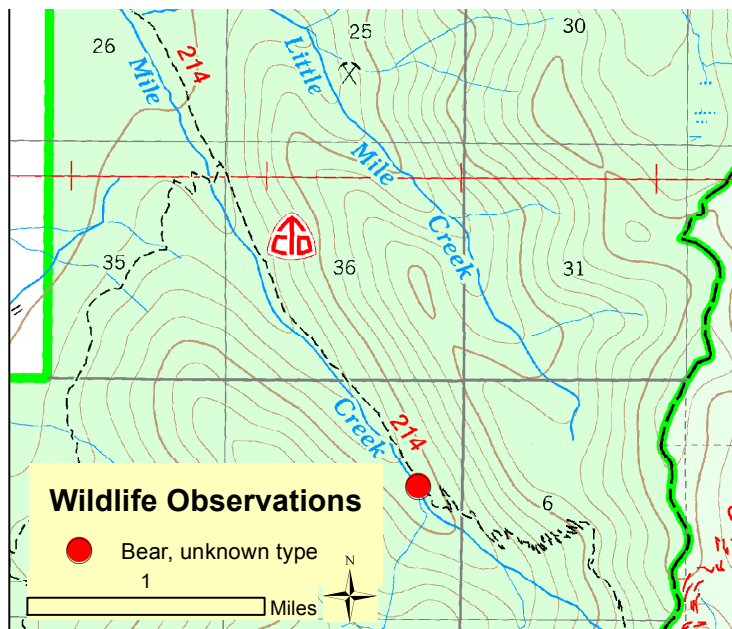 26
214
Mile
Little
Mile
Creek
25
30
35
CD
36
31
Creek
214
6
Wildlife Observations
Bear, unknown type
1
Miles
N